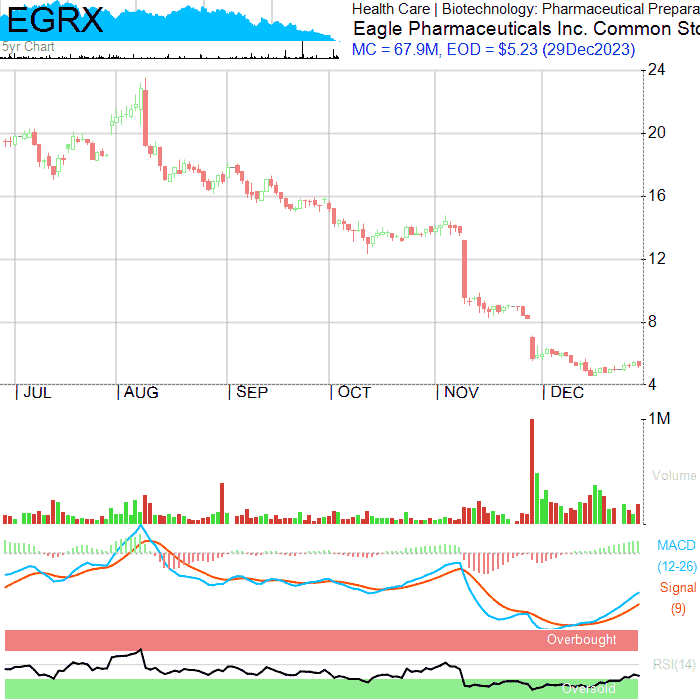 EGRX
5yr Chart
Health Care | Biotechnology: Pharmaceutical Prepara
Eagle Pharmaceuticals Inc. Common Sto
MC = 67.9M, EOD = $5.23 (29Dec2023)
24
20
16
12
8
4
JUL AUG SEP OCT NOV DEC
1M
Volume
MACD
(12-26)
Signal
(9)
Overbought
RSI(14)
Oversold